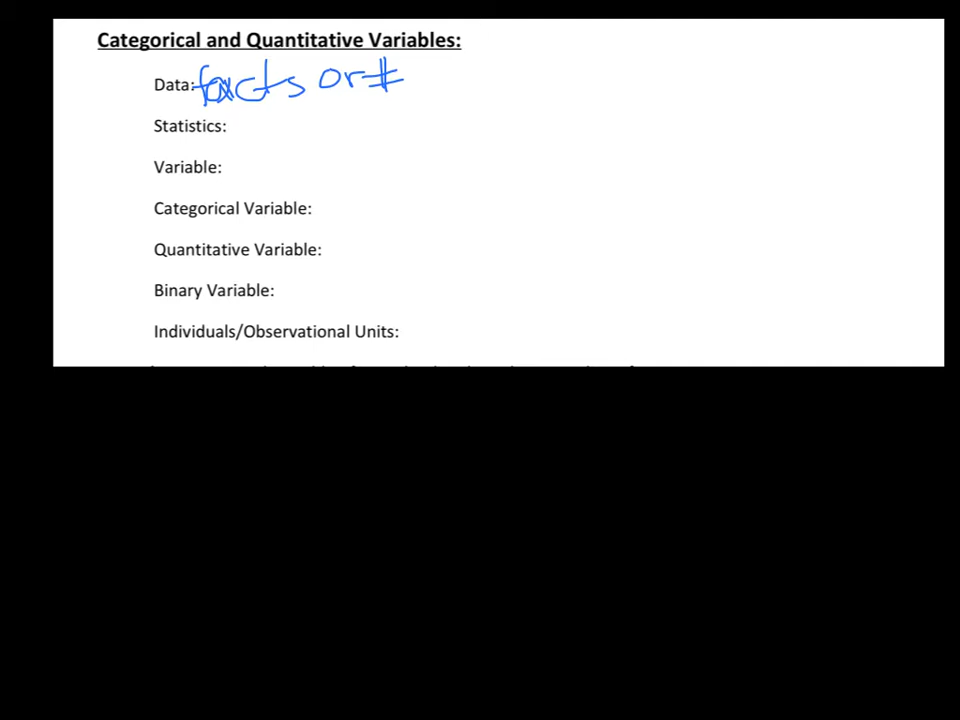 Categorical and Quantitative Variables:
Data: facts or #
Statistics:
Variable:
Categorical Variable:
Quantitative Variable:
Binary Variable:
Individuals/Observational Units: